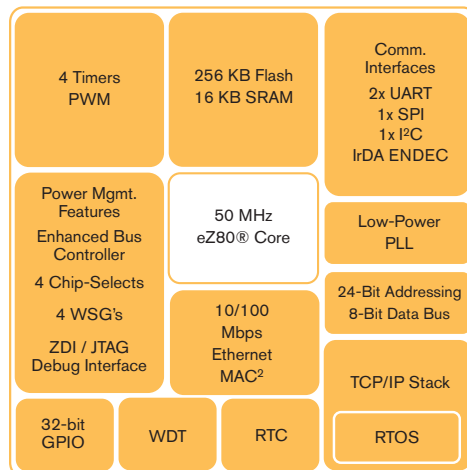 4 Timers
PWM
256 KB Flash
16 KB SRAM
Comm.
Interfaces
2x UART
1x SPI
1x I²C
IrDA ENDEC
Power Mgmt.
Features
Enhanced Bus
Controller
4 Chip-Selects
4 WSG's
ZDI / JTAG
Debug Interface
50 MHz
eZ80® Core
Low-Power
PLL
10/100
Mbps
Ethernet
MAC²
24-Bit Addressing
8-Bit Data Bus
TCP/IP Stack
RTOS
32-bit
GPIO
WDT
RTC